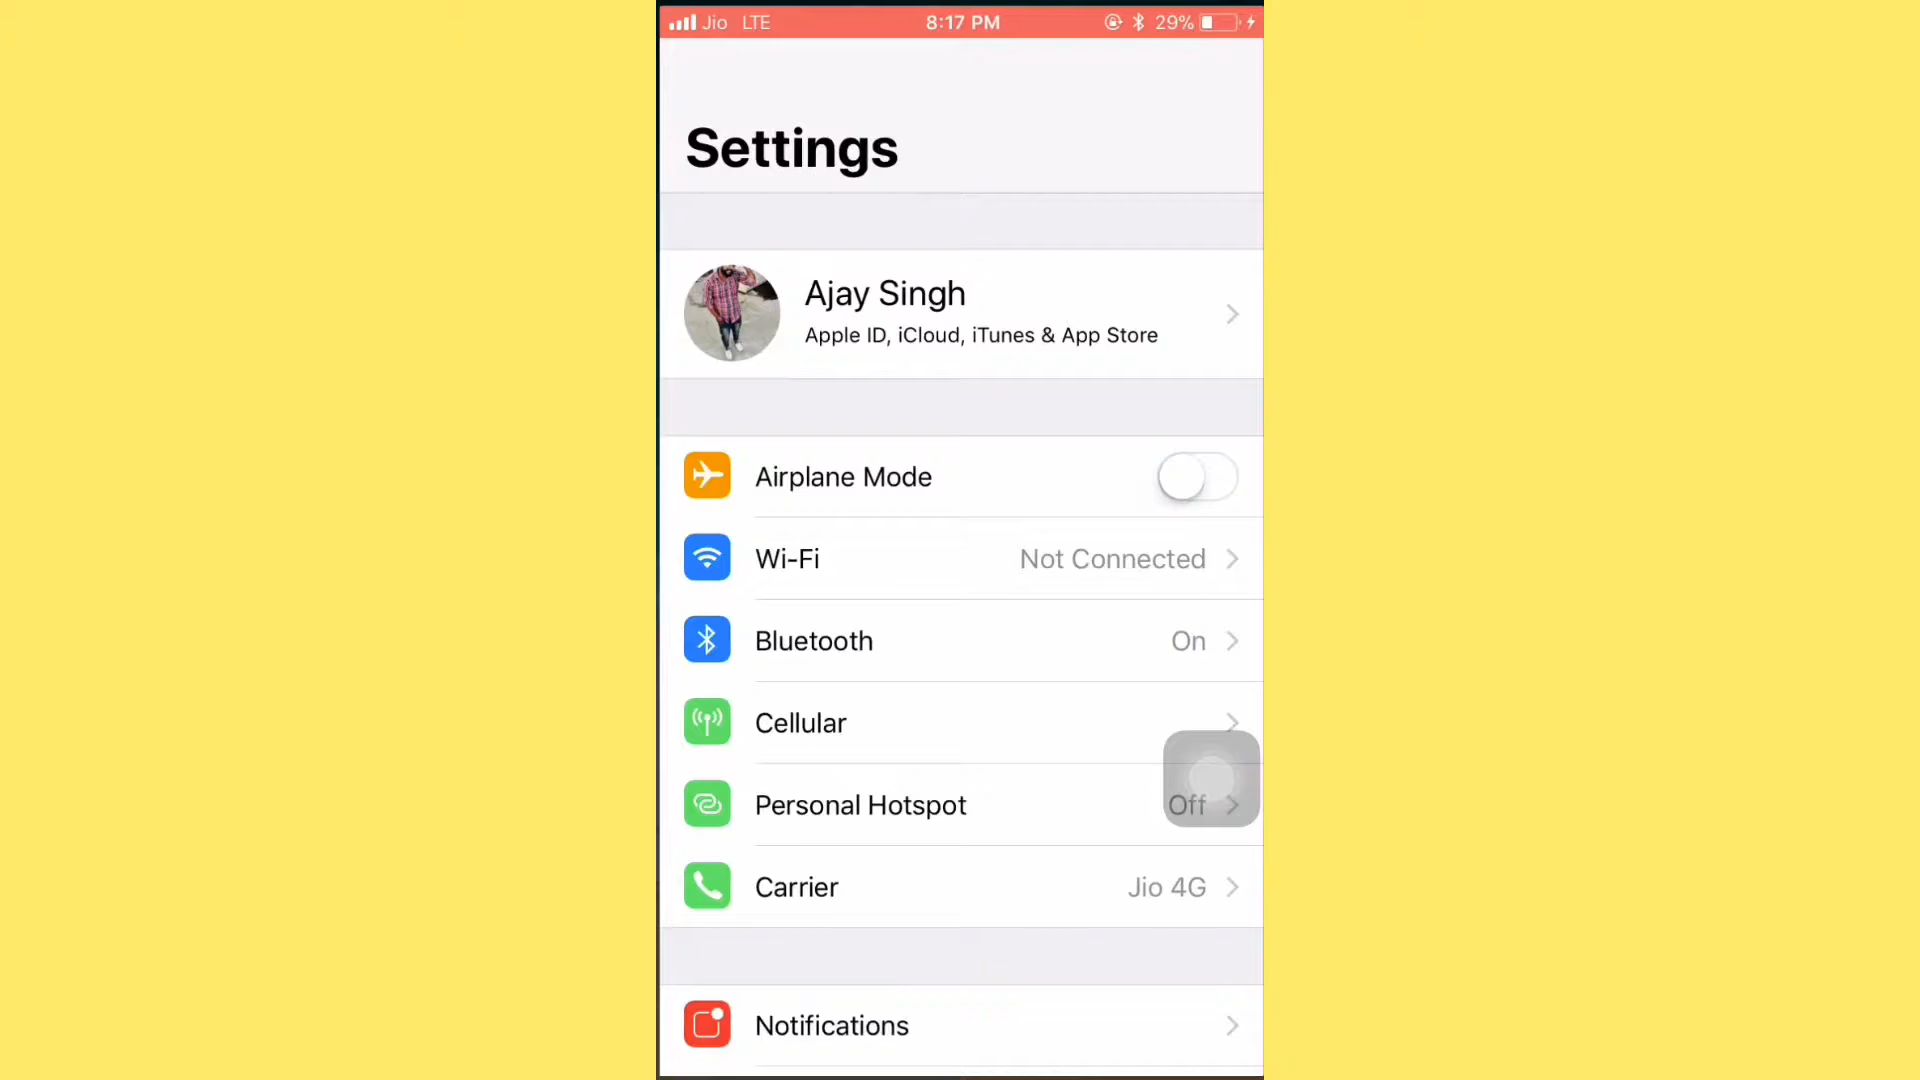 Jio LTE 8:17 PM 29%
Settings
Ajay Singh
Apple ID, iCloud, iTunes & App Store
Airplane Mode
Wi-Fi Not Connected
Bluetooth On
Cellular
Personal Hotspot Off
Carrier Jio 4G
Notifications